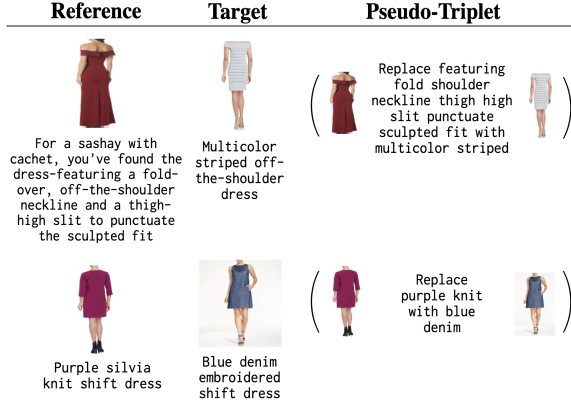 Reference Target Pseudo-Triplet
For a sashay with
cachet, you've found the
dress-featuring a fold-
over, off-the-shoulder
neckline and a thigh-
high slit to punctuate
the sculpted fit
Multicolor
striped off-
the-shoulder
dress
Replace featuring
fold shoulder
neckline thigh high
slit punctuate
sculpted fit with
multicolor striped
Purple silvia
knit shift dress
Blue denim
embroidered
shift dress
Replace
purple knit
with blue
denim